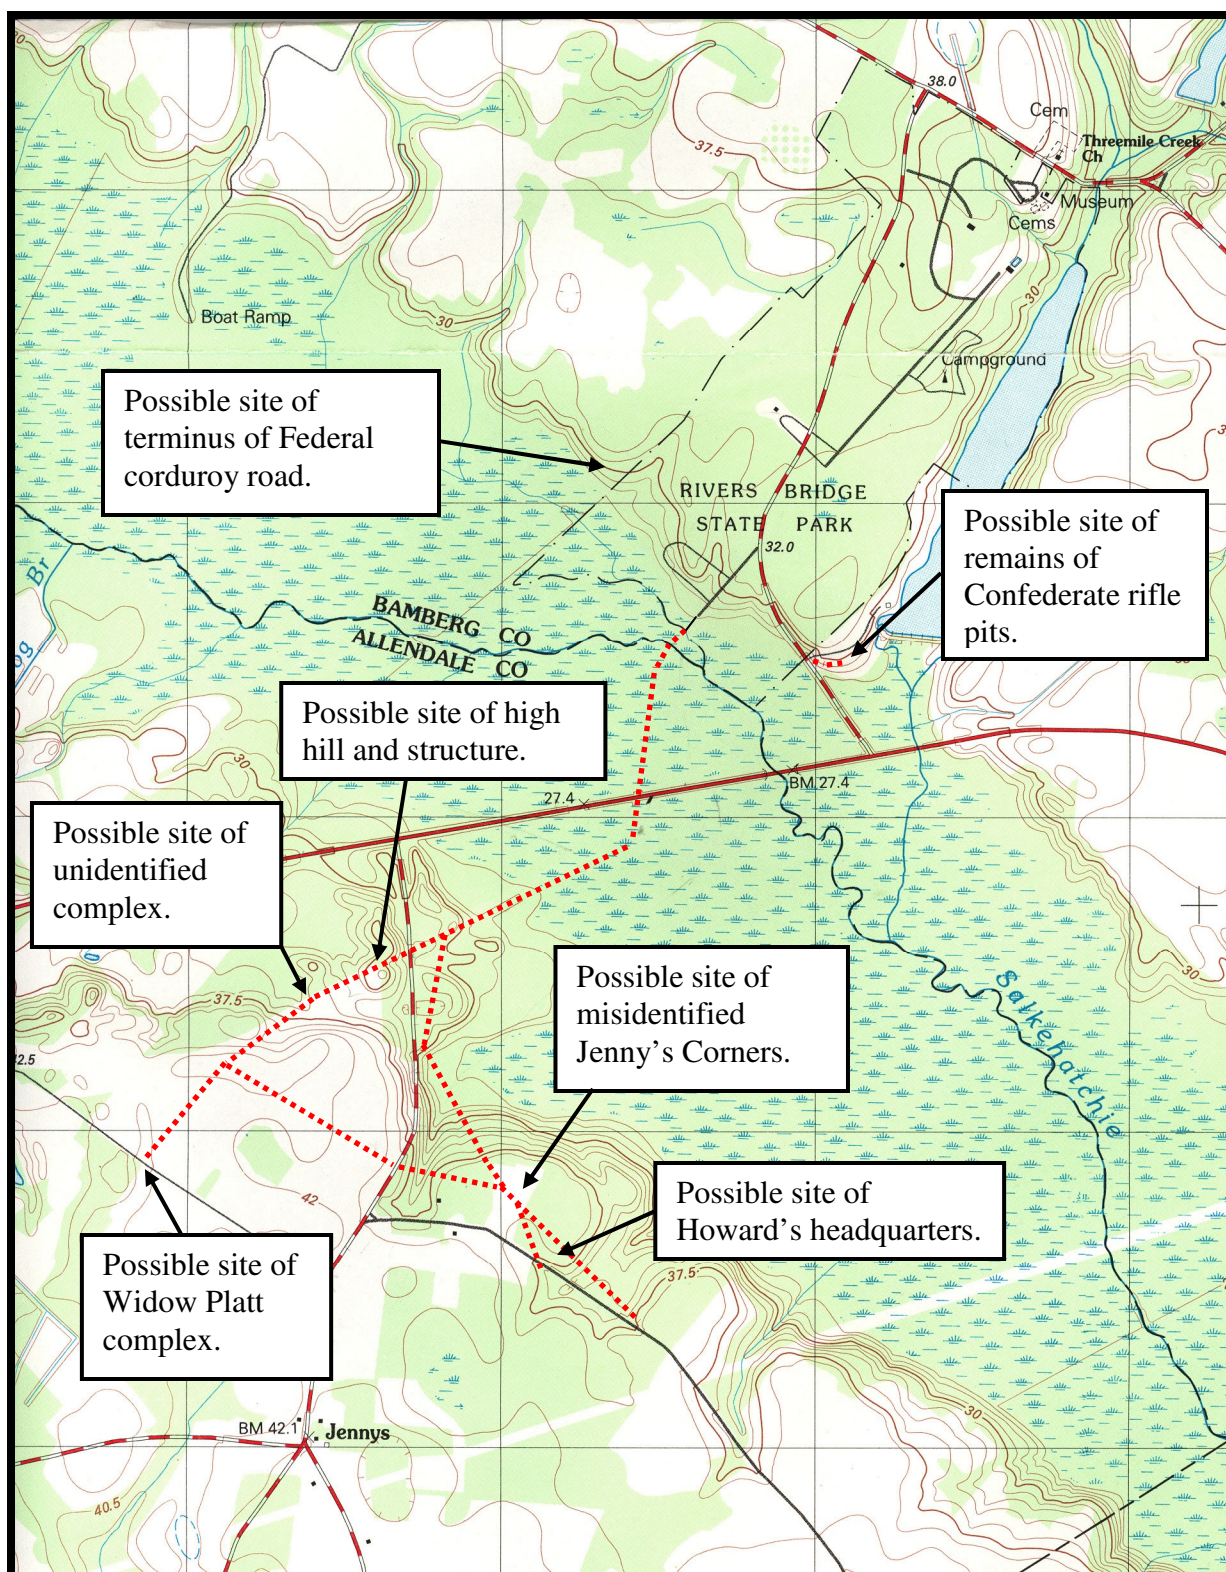 38.0
Cem
Threemile Creek
Ch
37.5
Museum
Cems
30
Boat Ramp
30
Campground
Possible site of
terminus of Federal
corduroy road.
RIVERS BRIDGE
STATE PARK
32.0
Possible site of
remains of
Confederate rifle
pits.
Br
BAMBERG CO
ALLENDALE CO
Possible site of high
hill and structure.
30
27.4
BM 27.4
Possible site of
unidentified
complex.
Possible site of
misidentified
Jenny's Corners.
30
37.5
Salkehatchie
2.5
42
Possible site of
Howard's headquarters.
37.5
Possible site of
Widow Platt
complex.
30
BM 42.1
Jennys
40.5